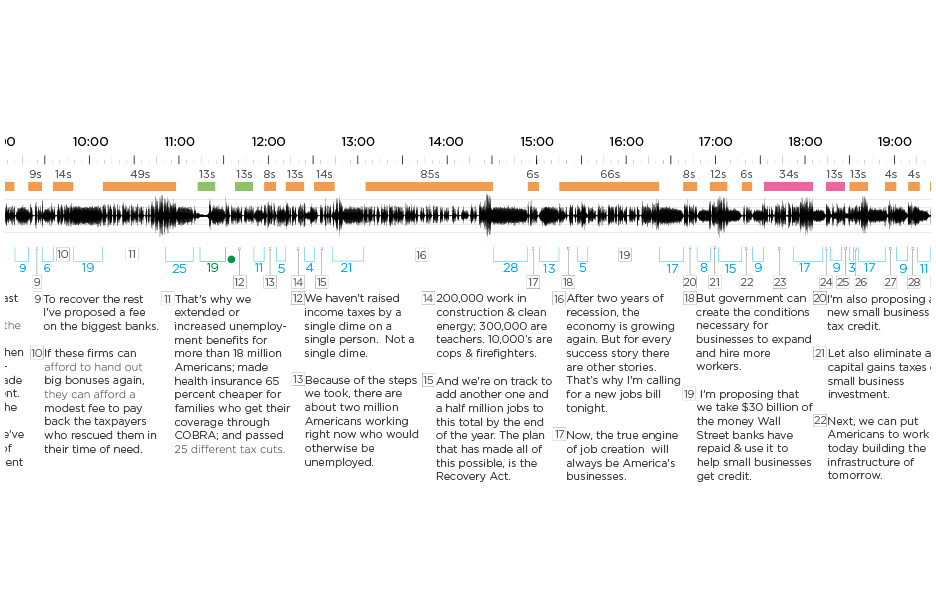 00 10:00 11:00 12:00 13:00 14:00 15:00 16:00 17:00 18:00 19:00
9s 14s 49s 13s 13s 8s 13s 14s 85s 6s 66s 8s 12s 6s 34s 13s 13s 4s 4s
10 11 16 19
9 6 19 25 19 11 5 4 21 28 13 5 17 8 15 9 17 9 3 17 9 11
9 12 13 14 15 17 18 20 21 22 23 24 25 26 27 28
ast
the
hen
-
ade
nt.
he
e've
of
ent
9 To recover the rest
I've proposed a fee
on the biggest banks.
10 If these firms can
afford to hand out
big bonuses again,
they can afford a
modest fee to pay
back the taxpayers
who rescued them in
their time of need.
11 That's why we
extended or
increased unemploy-
ment benefits for
more than 18 million
Americans; made
health insurance 65
percent cheaper for
families who get their
coverage through
COBRA; and passed
25 different tax cuts.
12 We haven't raised
income taxes by a
single dime on a
single person. Not a
single dime.
13 Because of the steps
we took, there are
about two million
Americans working
right now who would
otherwise be
unemployed.
14 200,000 work in
construction & clean
energy; 300,000 are
teachers. 10,000's are
cops & firefighters.
15 And we're on track to
add another one and
a half million jobs to
this total by the end
of the year. The plan
that has made all of
this possible, is the
Recovery Act.
16 After two years of
recession, the
economy is growing
again. But for every
success story there
are other stories.
That's why I'm calling
for a new jobs bill
tonight.
17 Now, the true engine
of job creation will
always be America's
businesses.
18 But government can
create the conditions
necessary for
businesses to expand
and hire more
workers.
19 I'm proposing that
we take $30 billion of
the money Wall
Street banks have
repaid & use it to
help small businesses
get credit.
20 I'm also proposing a
new small business
tax credit.
21 Let also eliminate a
capital gains taxes
small business
investment.
22 Next, we can put
Americans to work
today building the
infrastructure of
tomorrow.